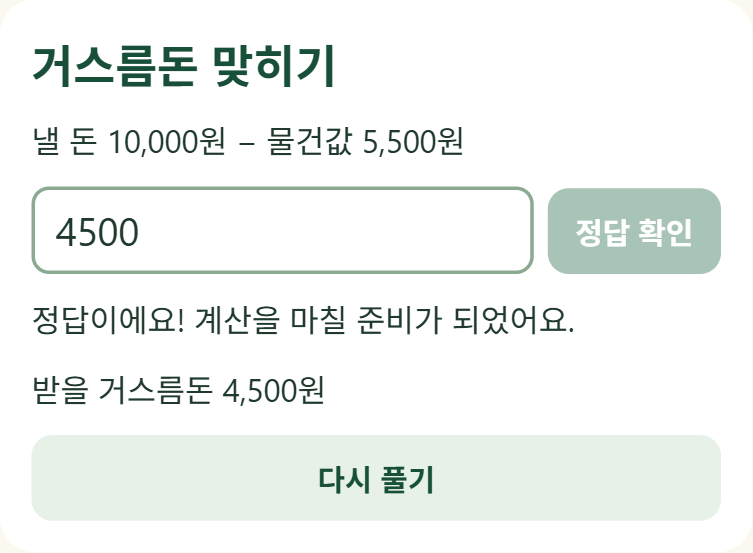 거스름돈 맞히기
낼 돈 10,000원 − 물건값 5,500원
4500
정답 확인
정답이에요! 계산을 마칠 준비가 되었어요.
받을 거스름돈 4,500원
다시 풀기